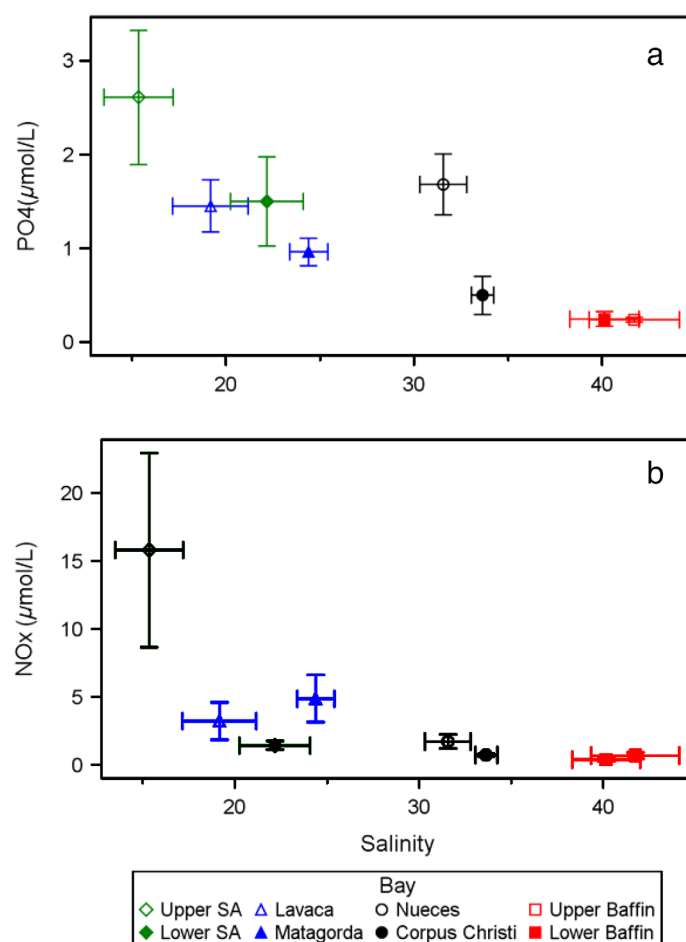 a
3
2
1
0
PO4(µmol/L)
20
30
40
b
20
15
10
5
0
NOx (µmol/L)
20
30
40
Salinity
Bay
Upper SA Lavaca Nueces Upper Baffin
Lower SA Matagorda Corpus Christi Lower Baffin